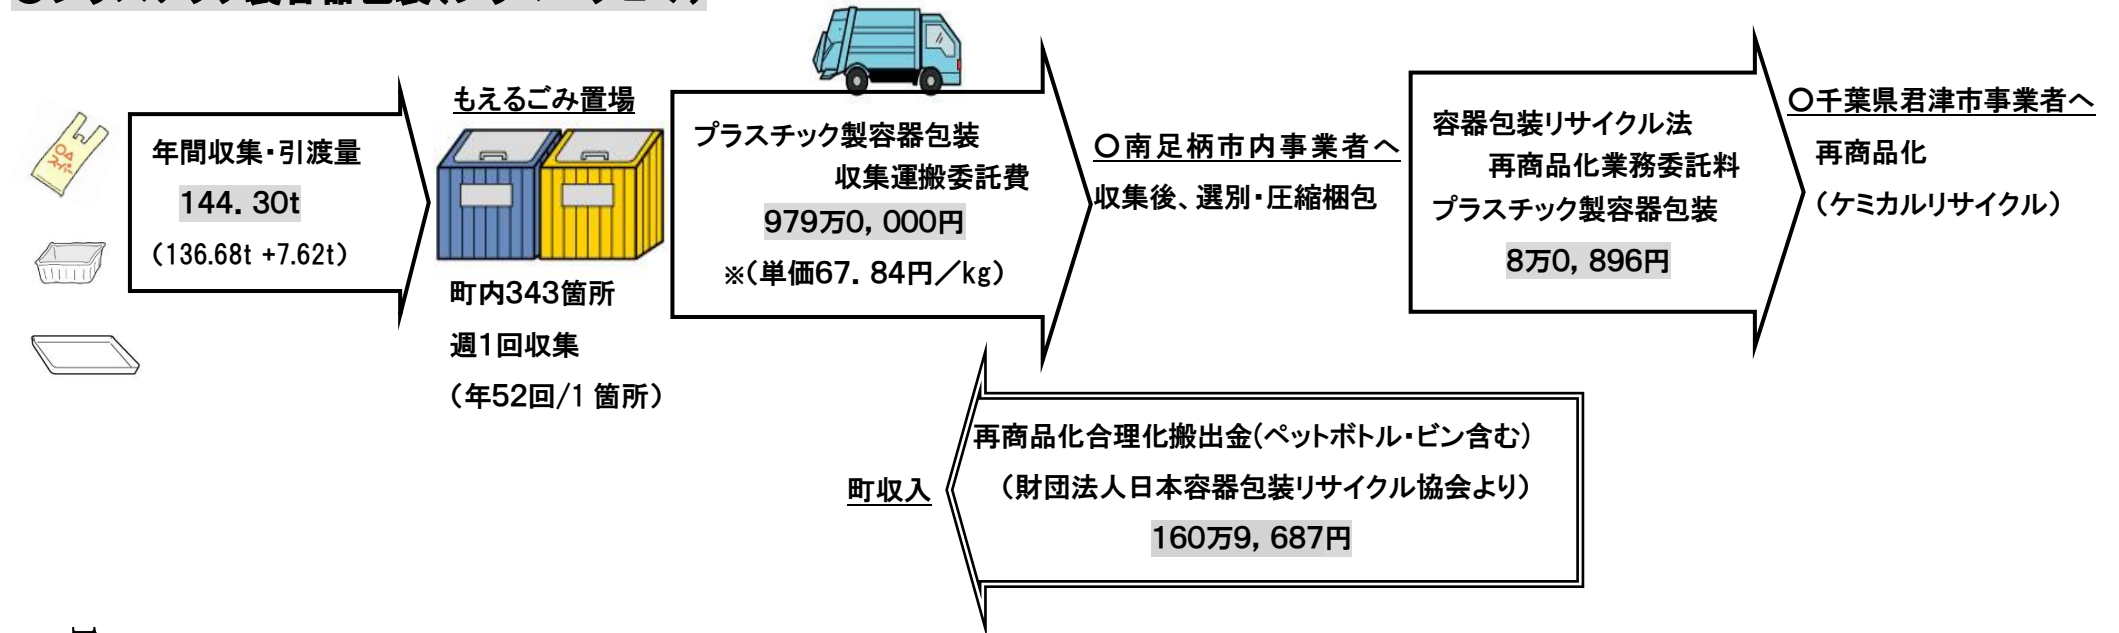 年間収集・引渡量
144．30t
（136.68t +7.62t）
もえるごみ置場
町内343箇所
週1回収集
（年52回/1 箇所）
プラスチック製容器包装
収集運搬委託費
979万0，000円
※（単価67．84円／kg）
〇南足柄市内事業者へ
収集後、選別・圧縮梱包
容器包装リサイクル法
再商品化業務委託料
プラスチック製容器包装
8万0，896円
〇千葉県君津市事業者へ
再商品化
（ケミカルリサイクル）
再商品化合理化搬出金(ペットボトル・ビン含む）
（財団法人日本容器包装リサイクル協会より）
160万9，687円
町収入